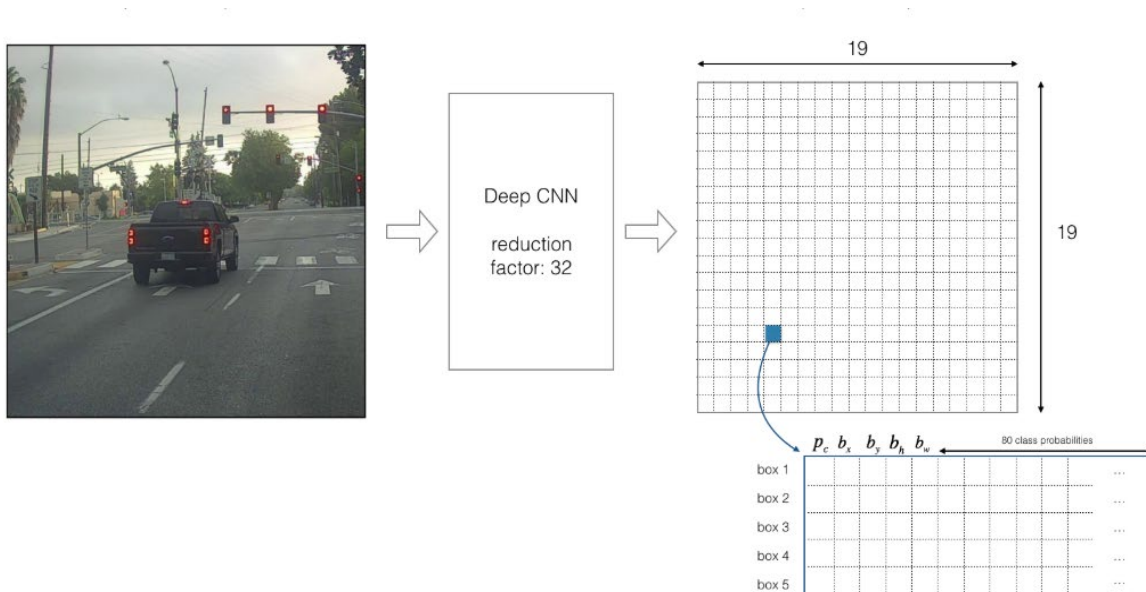 19
Deep CNN
reduction
factor: 32
19
p_c b_x b_y b_h b_w
80 class probabilities
box 1 ...
box 2 ...
box 3 ...
box 4 ...
box 5 ...